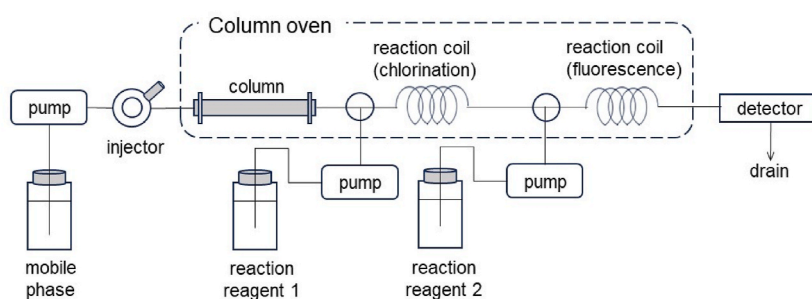 Column oven
reaction coil
(chlorination)
reaction coil
(fluorescence)
column
pump
injector
detector
drain
pump
pump
mobile
phase
reaction
reagent 1
reaction
reagent 2